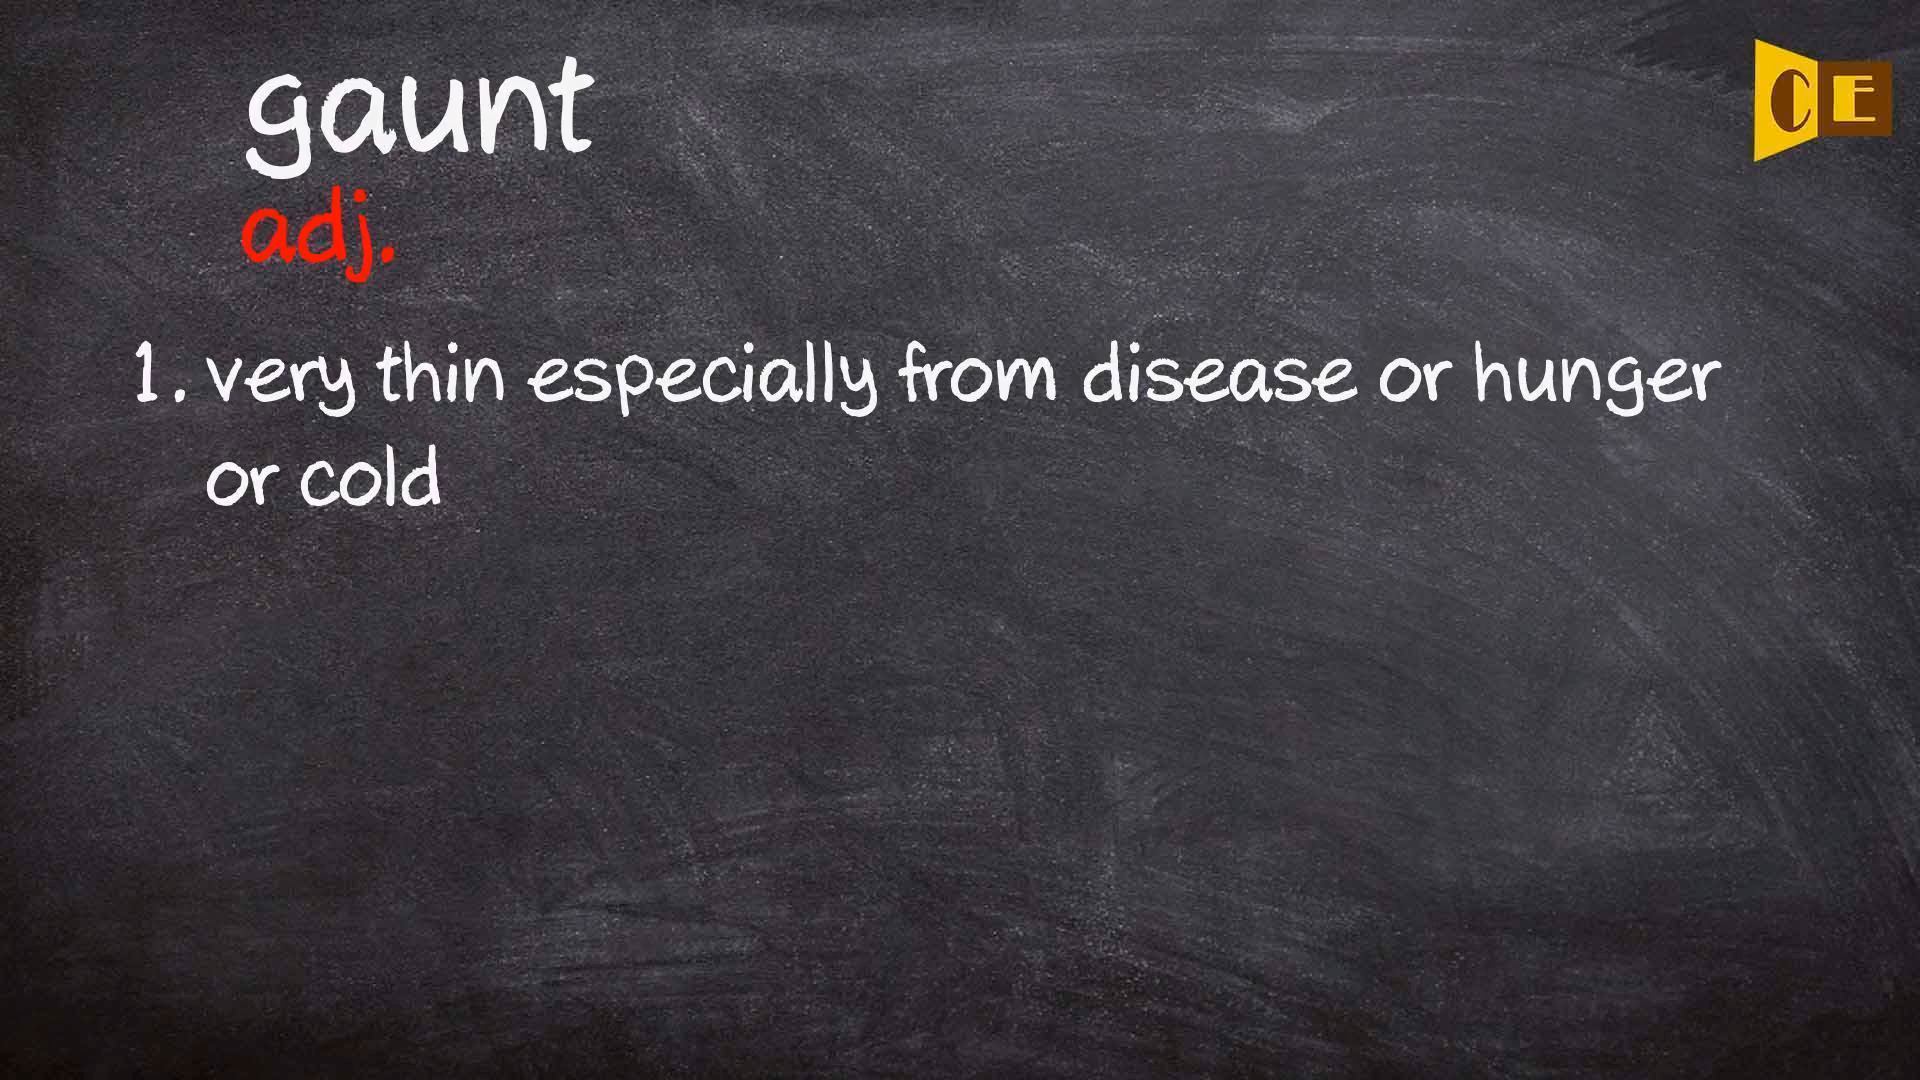 gaunt
adj.
1. very thin especially from disease or hunger
or cold
CE